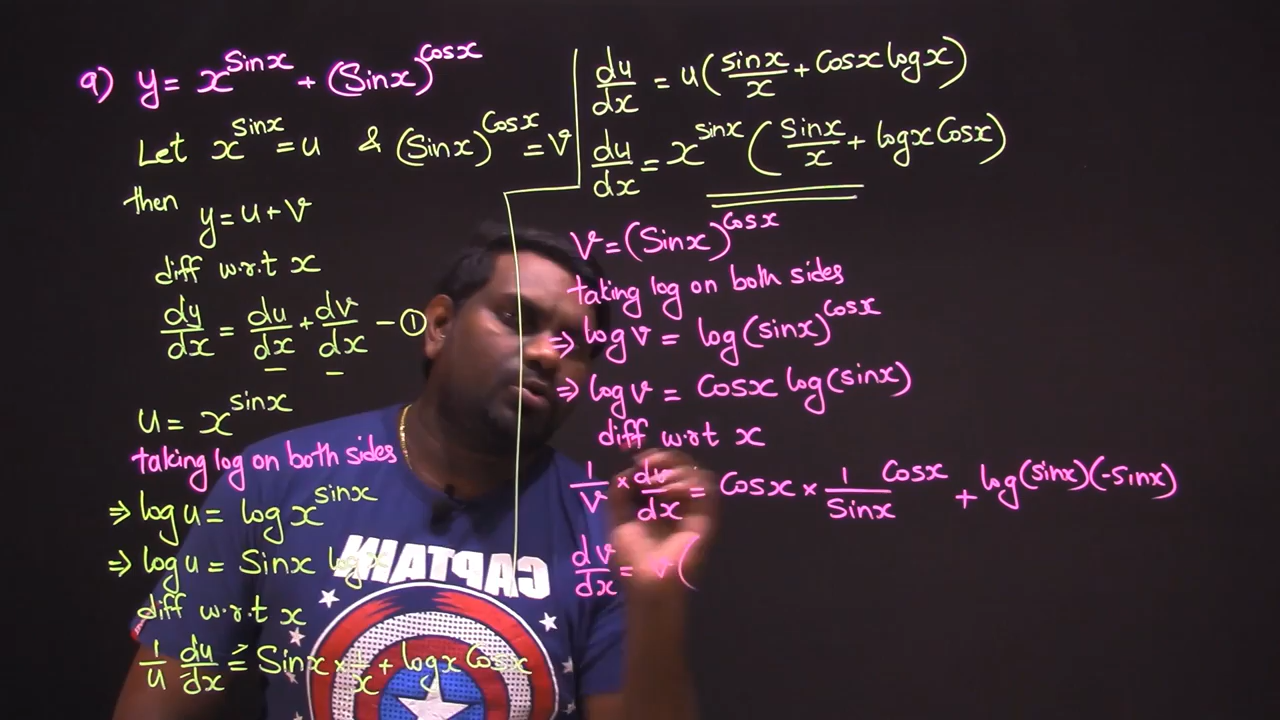 9) y = x^Sinx + (Sinx)^Cosx
Let x^Sinx = u & (Sinx)^Cosx = v
then y = u + v
diff w.r.t x
dy/dx = du/dx + dv/dx - ①
u = x^Sinx
taking log on both sides
⇒ log u = log x^Sinx
⇒ log u = Sinx log x
diff w.r.t x
1/u du/dx = Sinx × 1/x + logx Cosx
du/dx = u(Sinx/x + Cosx logx)
du/dx = x^Sinx (Sinx/x + logx Cosx)
v = (Sinx)^Cosx
taking log on both sides
⇒ log v = log(sinx)^Cosx
⇒ log v = Cosx log(sinx)
diff w.r.t x
1/v × dv/dx = Cosx × 1/Sinx Cosx + log(sinx)(-sinx)
dv/dx = v (
CAPTAIN